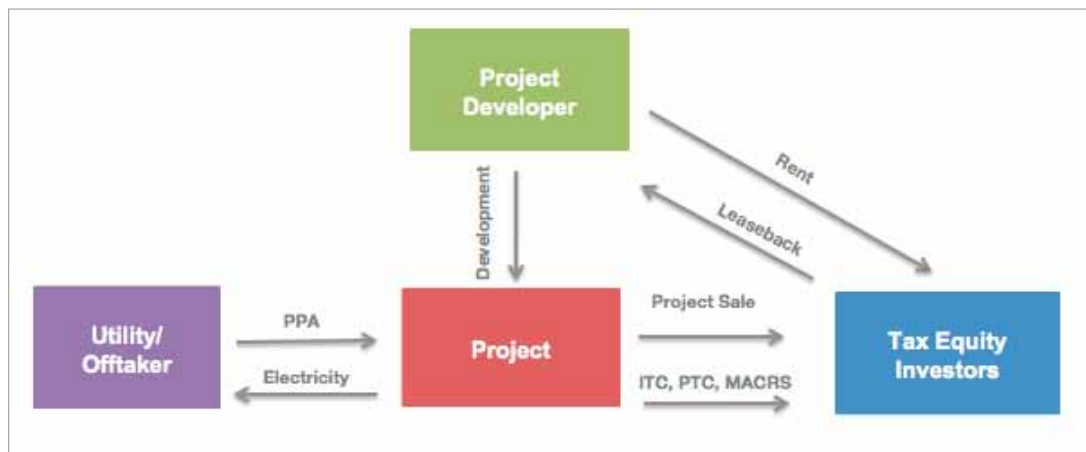 Project
Developer
Rent
Leaseback
Development
Project Sale
Utility/
Offtaker
PPA
Electricity
Project
ITC, PTC, MACRS
Tax Equity
Investors